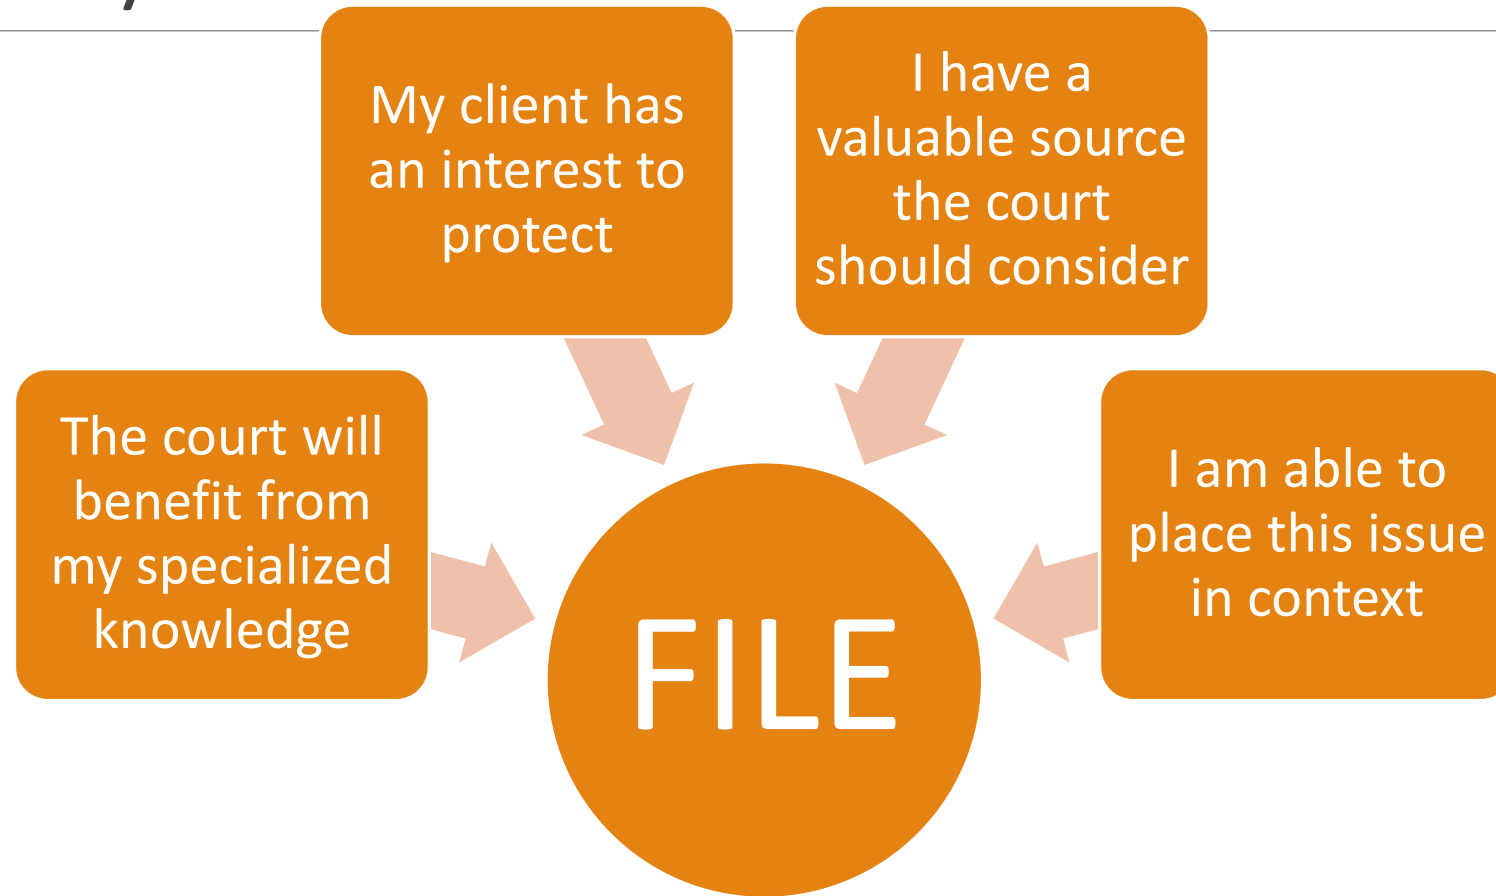 My client has
an interest to
protect
I have a
valuable source
the court
should consider
The court will
benefit from
my specialized
knowledge
I am able to
place this issue
in context
FILE